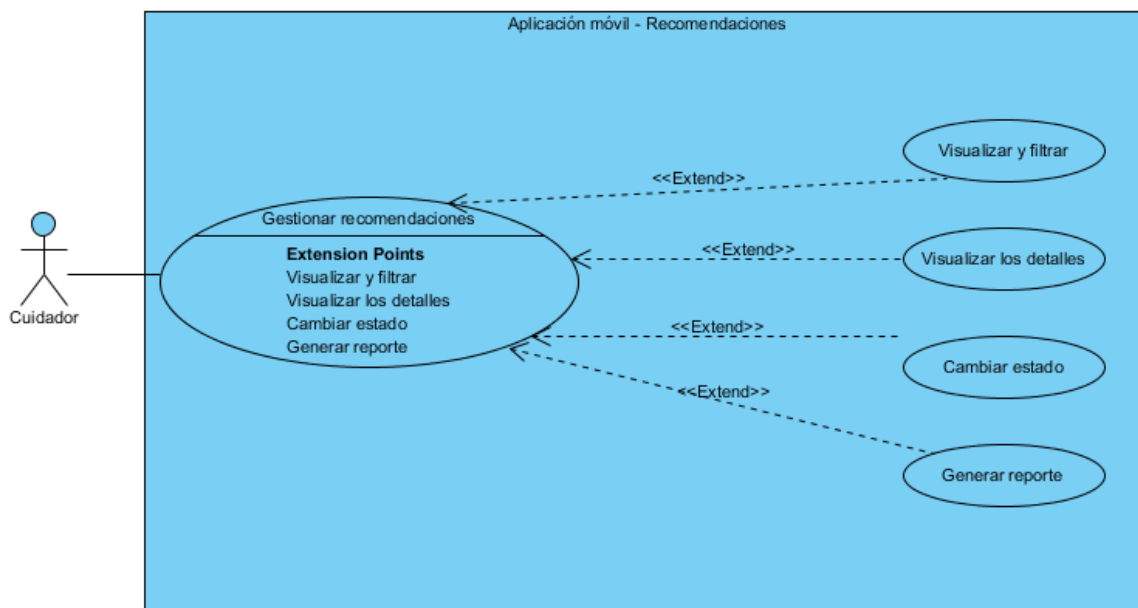 Aplicación móvil - Recomendaciones
Visualizar y filtrar
<<Extend>>
Gestionar recomendaciones
Extension Points
Visualizar y filtrar
Visualizar los detalles
Cambiar estado
Generar reporte
<<Extend>>
Visualizar los detalles
Cuidador
<<Extend>>
Cambiar estado
<<Extend>>
Generar reporte